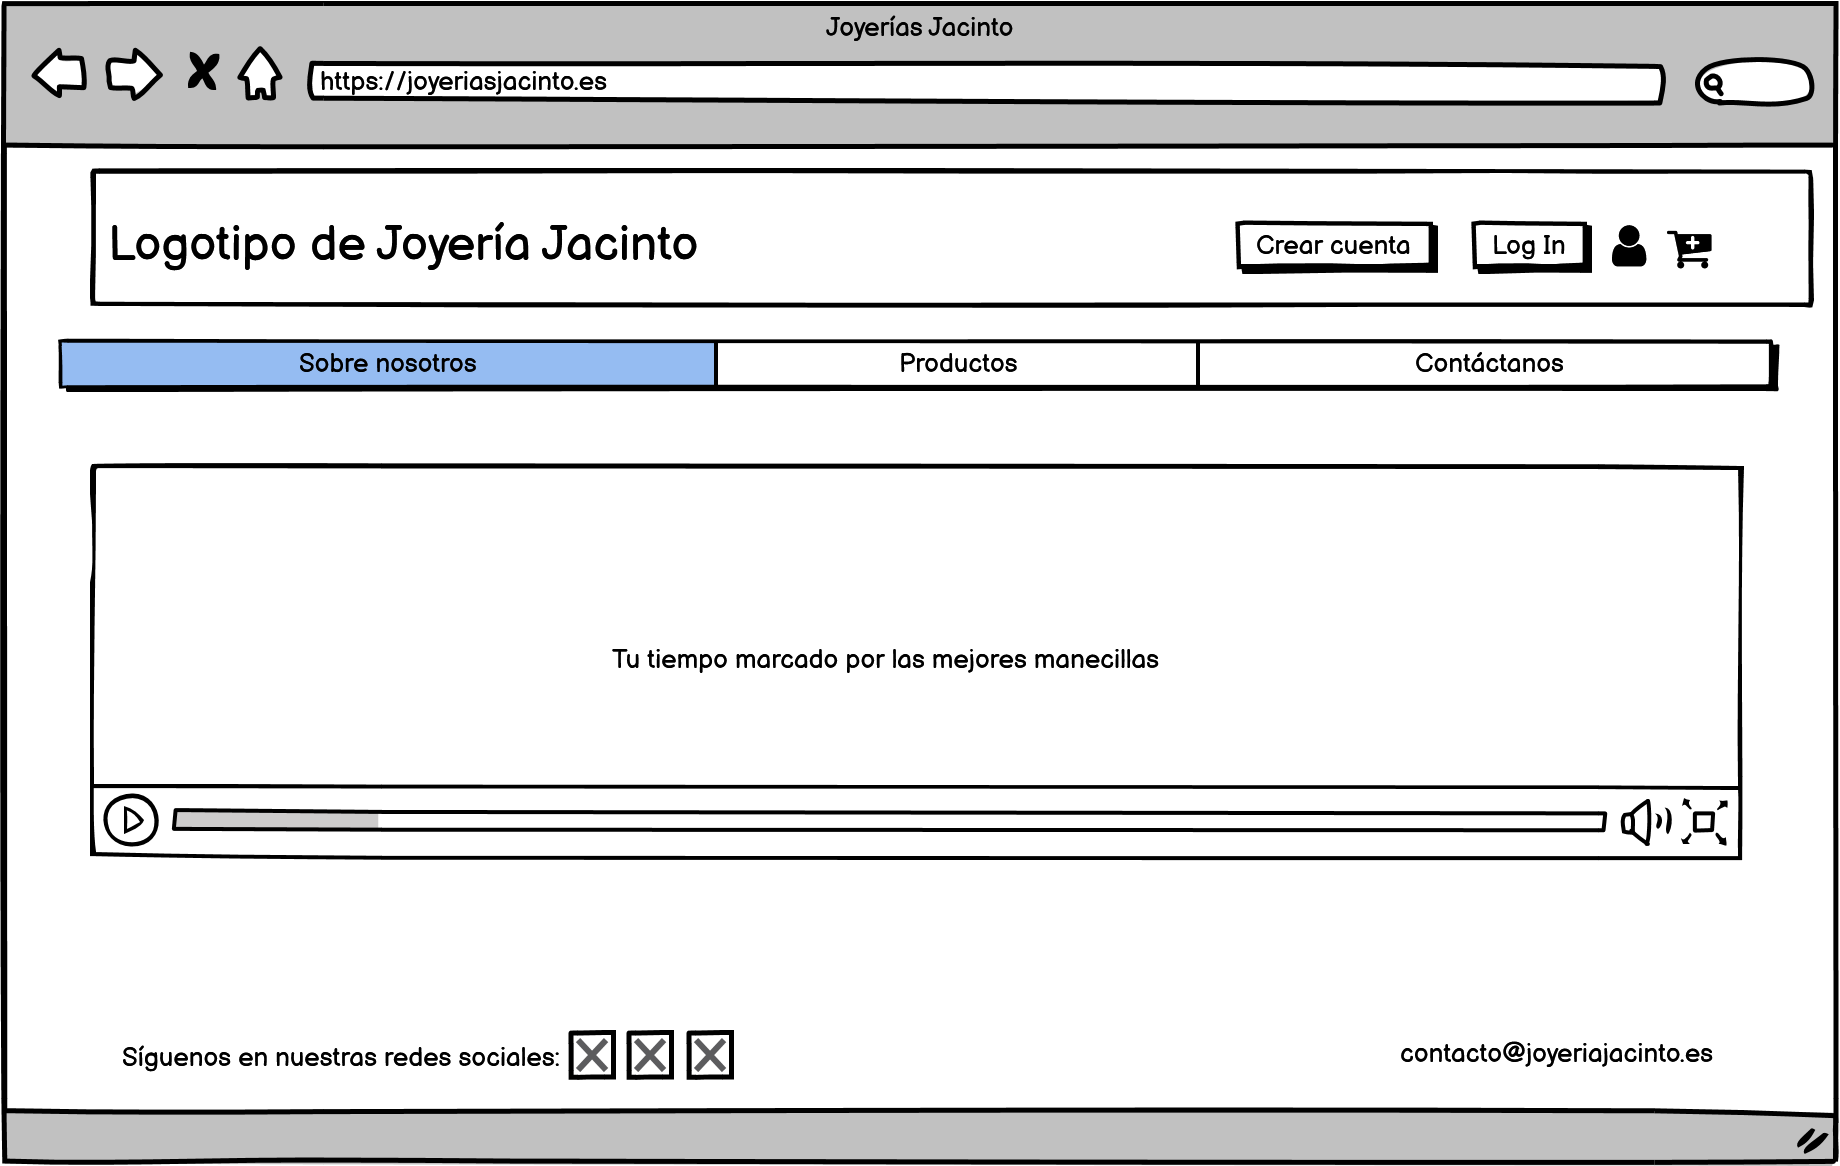 Joyerías Jacinto
https://joyeriasjacinto.es
Logotipo de Joyería Jacinto
Crear cuenta
Log In
Sobre nosotros
Productos
Contáctanos
Tu tiempo marcado por las mejores manecillas
Síguenos en nuestras redes sociales:
contacto@joyeriajacinto.es